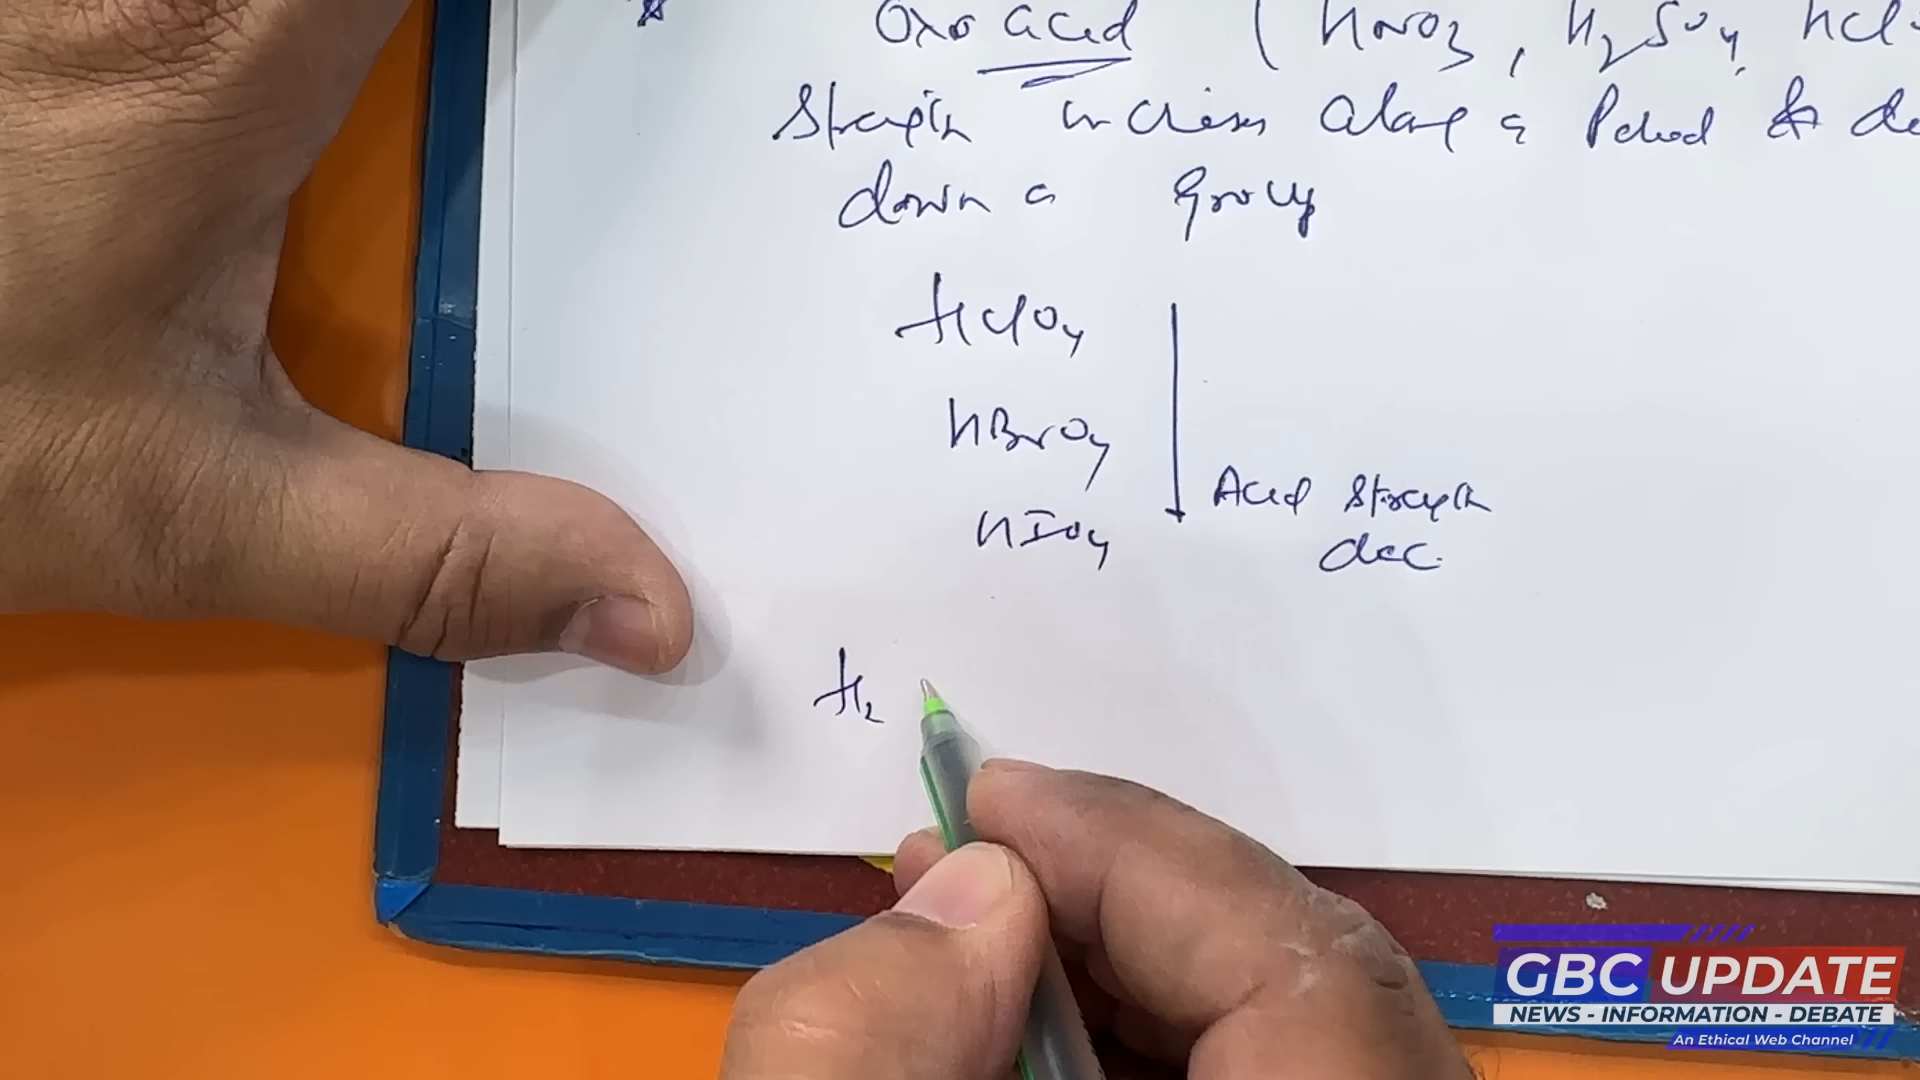 Oxo acid ( HNO3, H2SO4, HCl
Strength increases along a Period & de
down a group
HClO4
HBrO4
HIO4
Acid Strength
dec.
H2
GBC UPDATE
NEWS - INFORMATION - DEBATE
An Ethical Web Channel